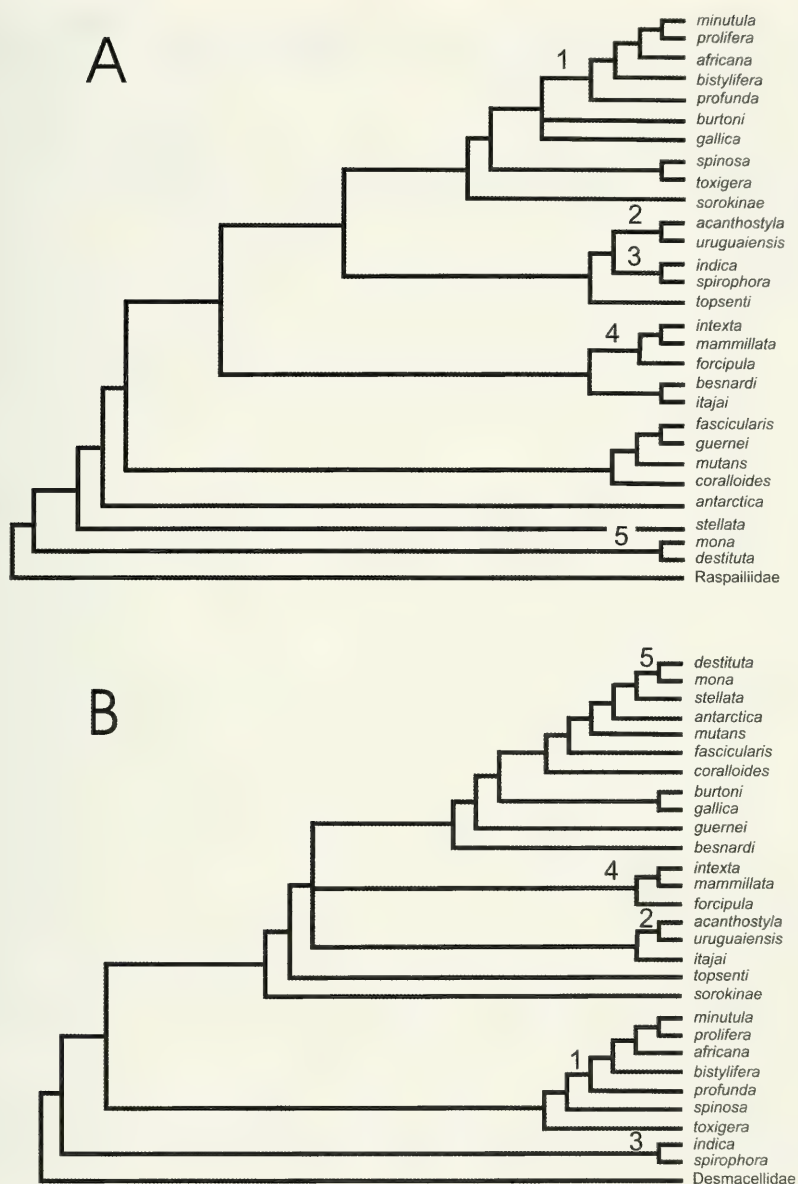 A
minutula
prolifera
1
africana
bistylifera
profunda
burtoni
gallica
spinosa
toxigera
sorokinae
2
acanthostyla
uruguaiensis
3
indica
spirophora
topsenti
intexta
4
mammillata
forcipula
besnardi
itajai
fascicularis
guernei
mutans
coralloides
antarctica
stellata
5
mona
destituta
Raspailiidae
B
5
destituta
mona
stellata
antarctica
mutans
fascicularis
coralloides
burtoni
gallica
guernei
besnardi
4
intexta
mammillata
forcipula
2
acanthostyla
uruguaiensis
itajai
topsenti
sorokinae
minutula
prolifera
1
africana
bistylifera
profunda
spinosa
toxigera
3
indica
spirophora
Desmacellidae